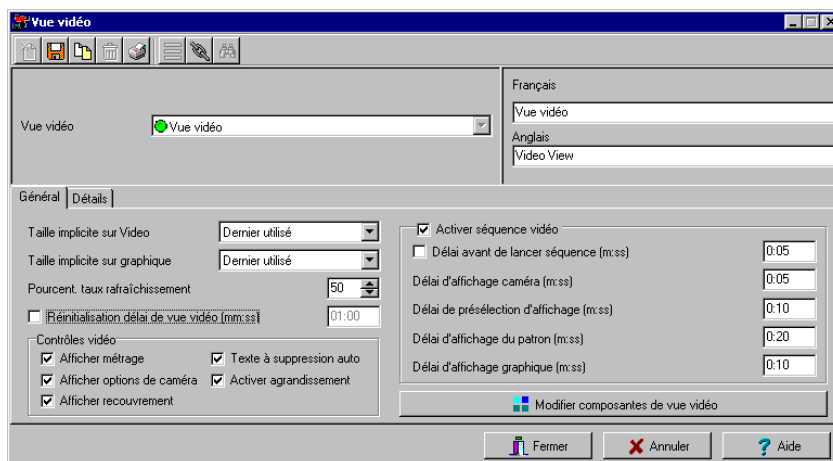 Vue vidéo
Français
Vue vidéo
Vue vidéo
Vue vidéo
Anglais
Video View
Général
Détails
Taille implicite sur Video
Dernier utilisé
Taille implicite sur graphique
Dernier utilisé
Pourcent. taux rafraîchissement
50
Réinitialisation délai de vue vidéo (mm:ss)
01:00
Contrôles vidéo
Afficher métrage
Texte à suppression auto
Afficher options de caméra
Activer agrandissement
Afficher recouvrement
Activer séquence vidéo
Délai avant de lancer séquence (m:ss)
0:05
Délai d'affichage caméra (m:ss)
0:05
Délai de présélection d'affichage (m:ss)
0:10
Délai d'affichage du patron (m:ss)
0:20
Délai d'affichage graphique (m:ss)
0:10
Modifier composantes de vue vidéo
Fermer
Annuler
? Aide